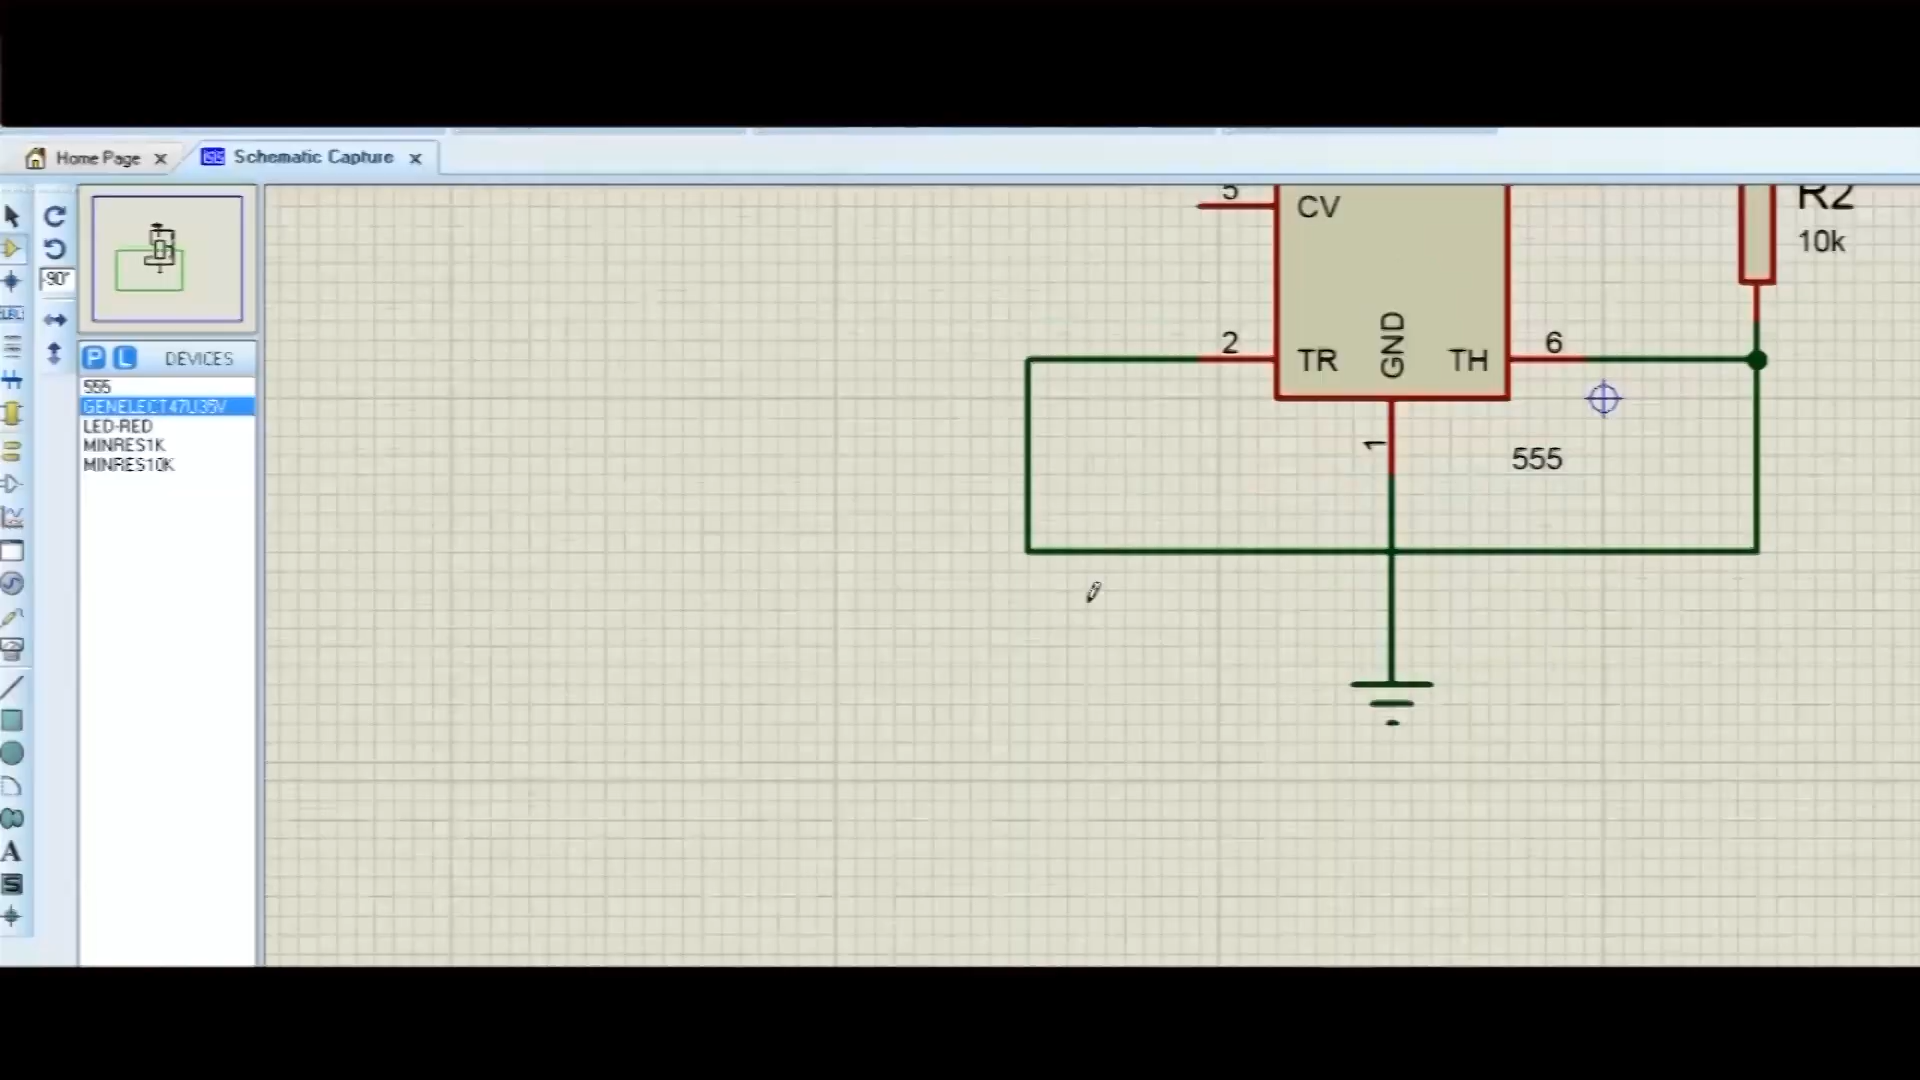 Home Page
Schematic Capture
-90°
LBL
P L DEVICES
555
GENELECT47U35V
LED-RED
MINRES1K
MINRES10K
A
S
5
CV
R2
10k
2
TR
GND
TH
6
1
555